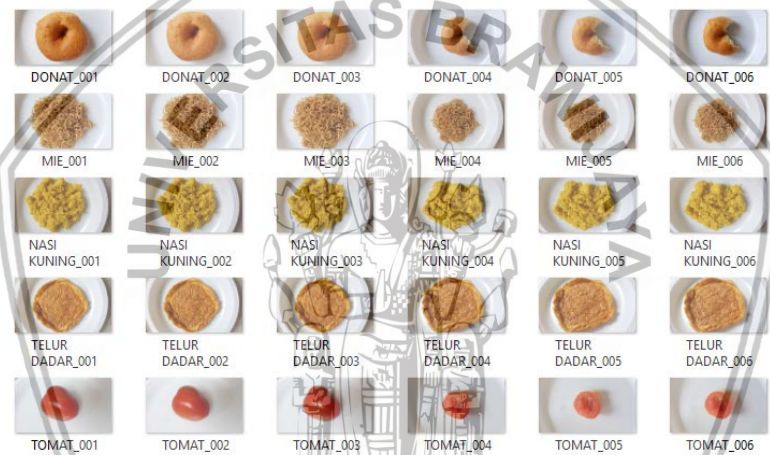 UNIVERSITAS BRAWIJAYA
DONAT_001 DONAT_002 DONAT_003 DONAT_004 DONAT_005 DONAT_006
MIE_001 MIE_002 MIE_003 MIE_004 MIE_005 MIE_006
NASI NASI NASI NASI NASI NASI
KUNING_001 KUNING_002 KUNING_003 KUNING_004 KUNING_005 KUNING_006
TELUR TELUR TELUR TELUR TELUR TELUR
DADAR_001 DADAR_002 DADAR_003 DADAR_004 DADAR_005 DADAR_006
TOMAT_001 TOMAT_002 TOMAT_003 TOMAT_004 TOMAT_005 TOMAT_006